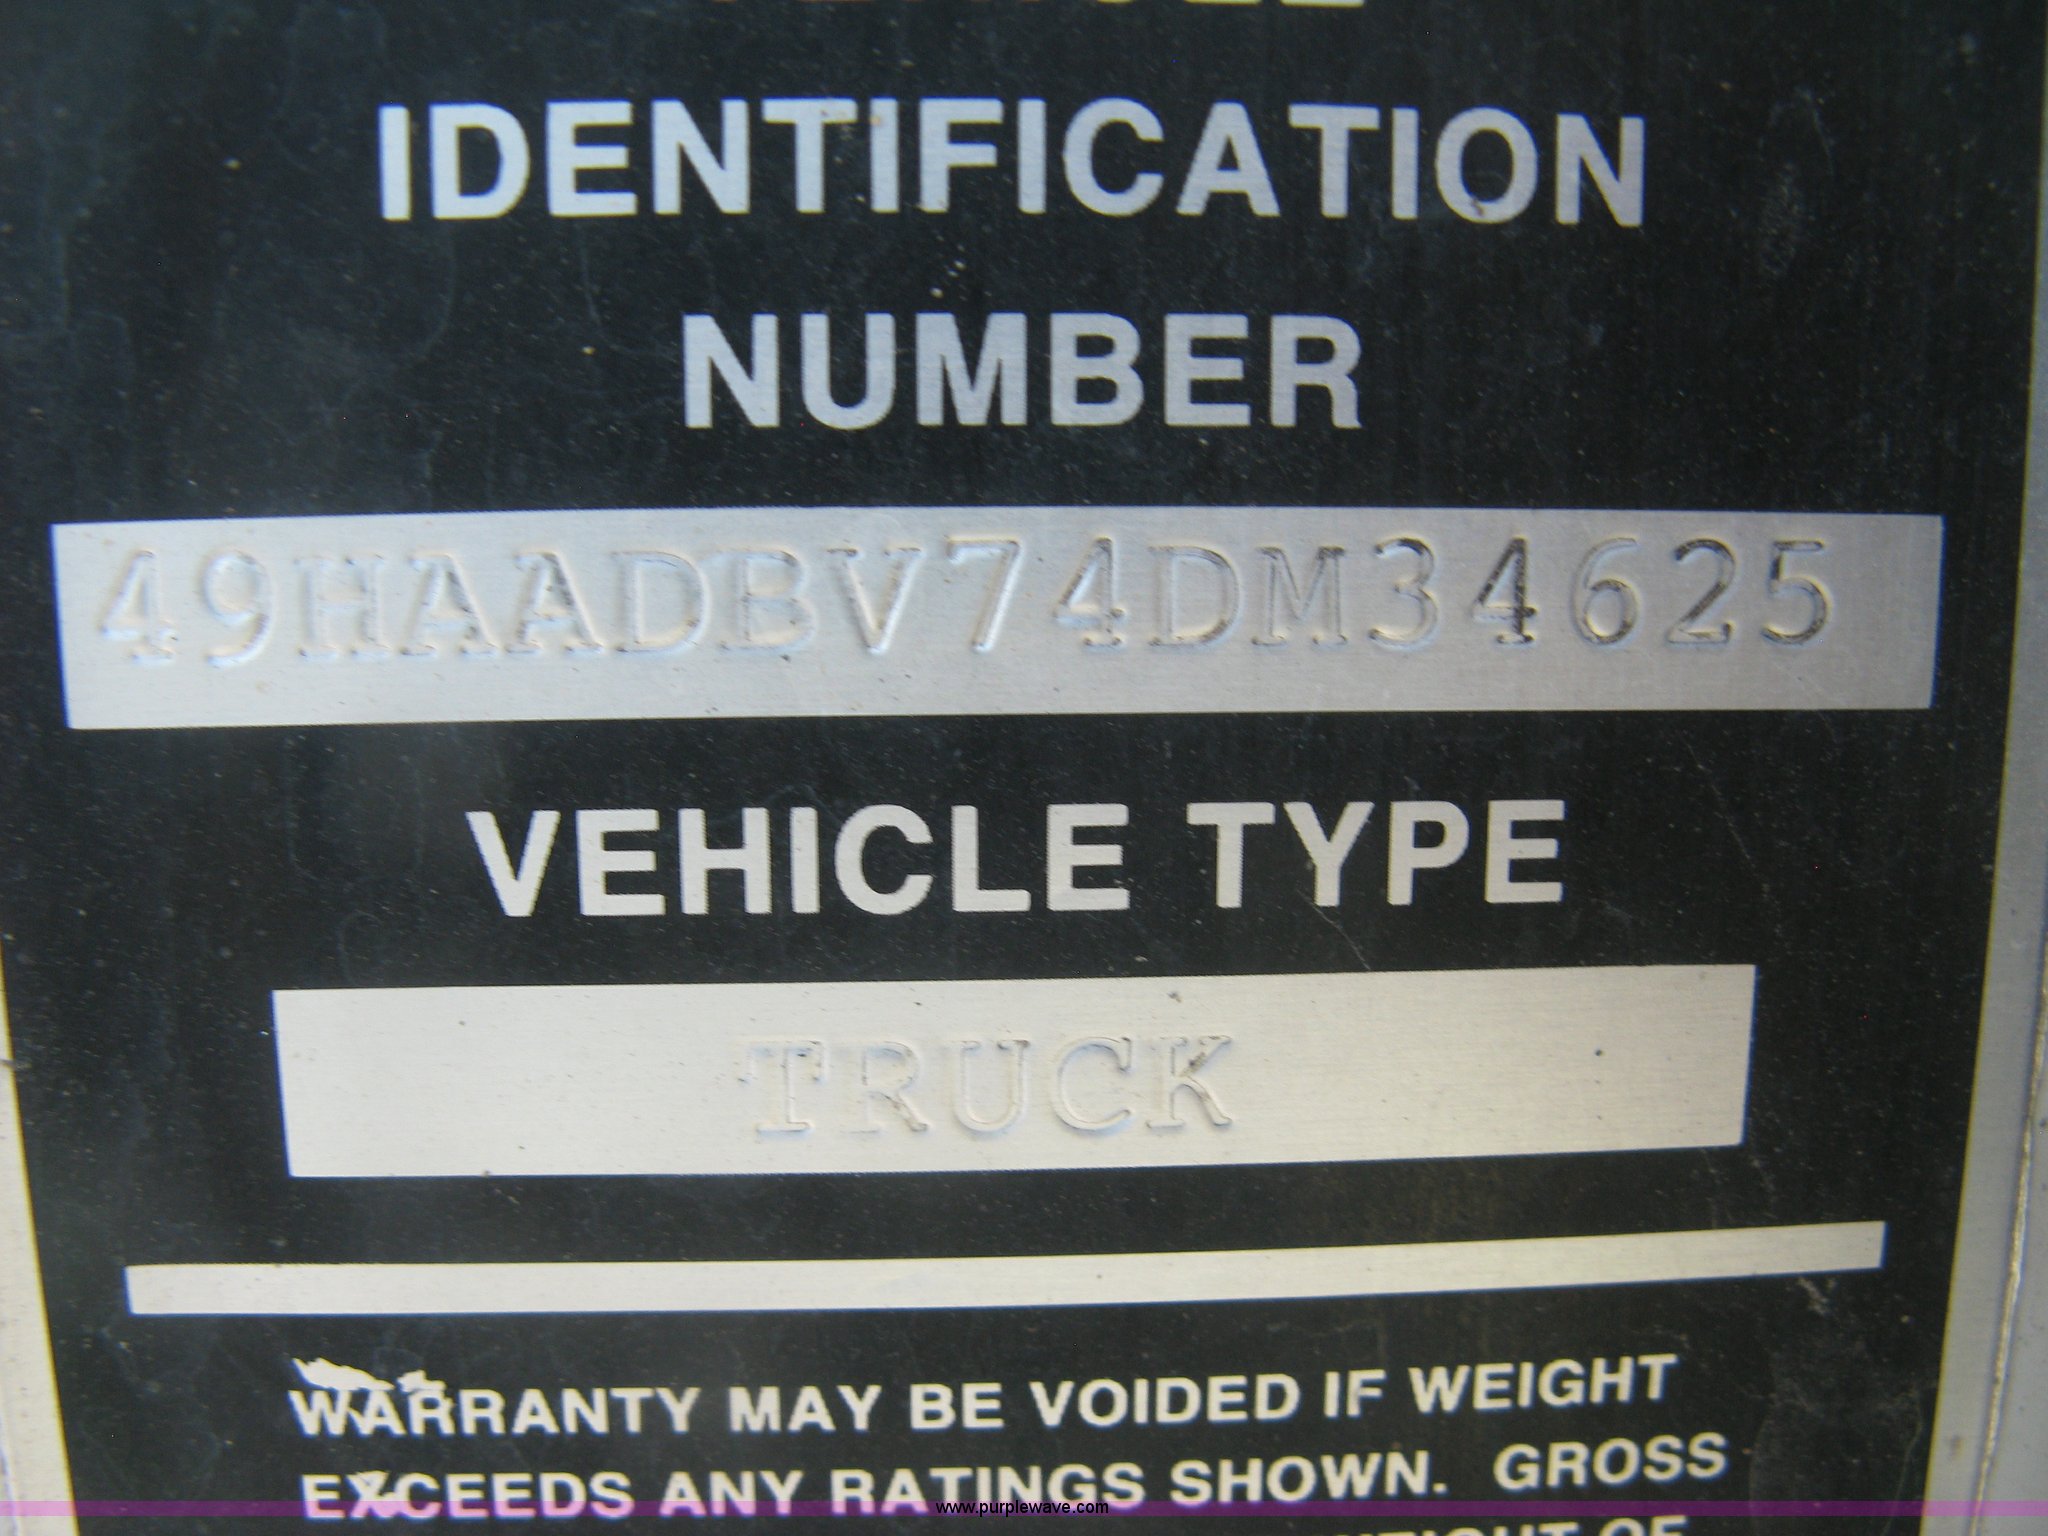 IDENTIFICATION
NUMBER
49HAADBV74DM34625
VEHICLE TYPE
TRUCK
WARRANTY MAY BE VOIDED IF WEIGHT
EXCEEDS ANY RATINGS SHOWN. GROSS
www.purplewave.com